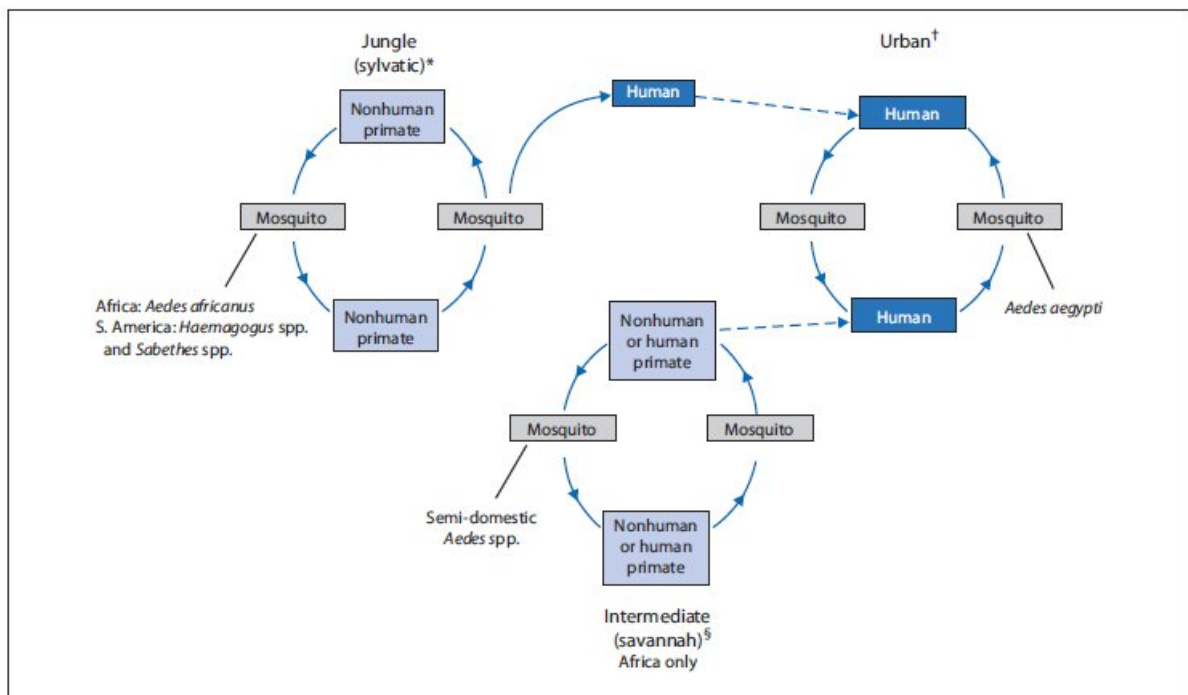 Jungle
(sylvatic)*
Nonhuman
primate
Mosquito
Mosquito
Nonhuman
primate
Africa: Aedes africanus
S. America: Haemagogus spp.
and Sabethes spp.
Human
Urban†
Human
Mosquito
Mosquito
Human
Aedes aegypti
Nonhuman
or human
primate
Mosquito
Mosquito
Semi-domestic
Aedes spp.
Nonhuman
or human
primate
Intermediate
(savannah)§
Africa only